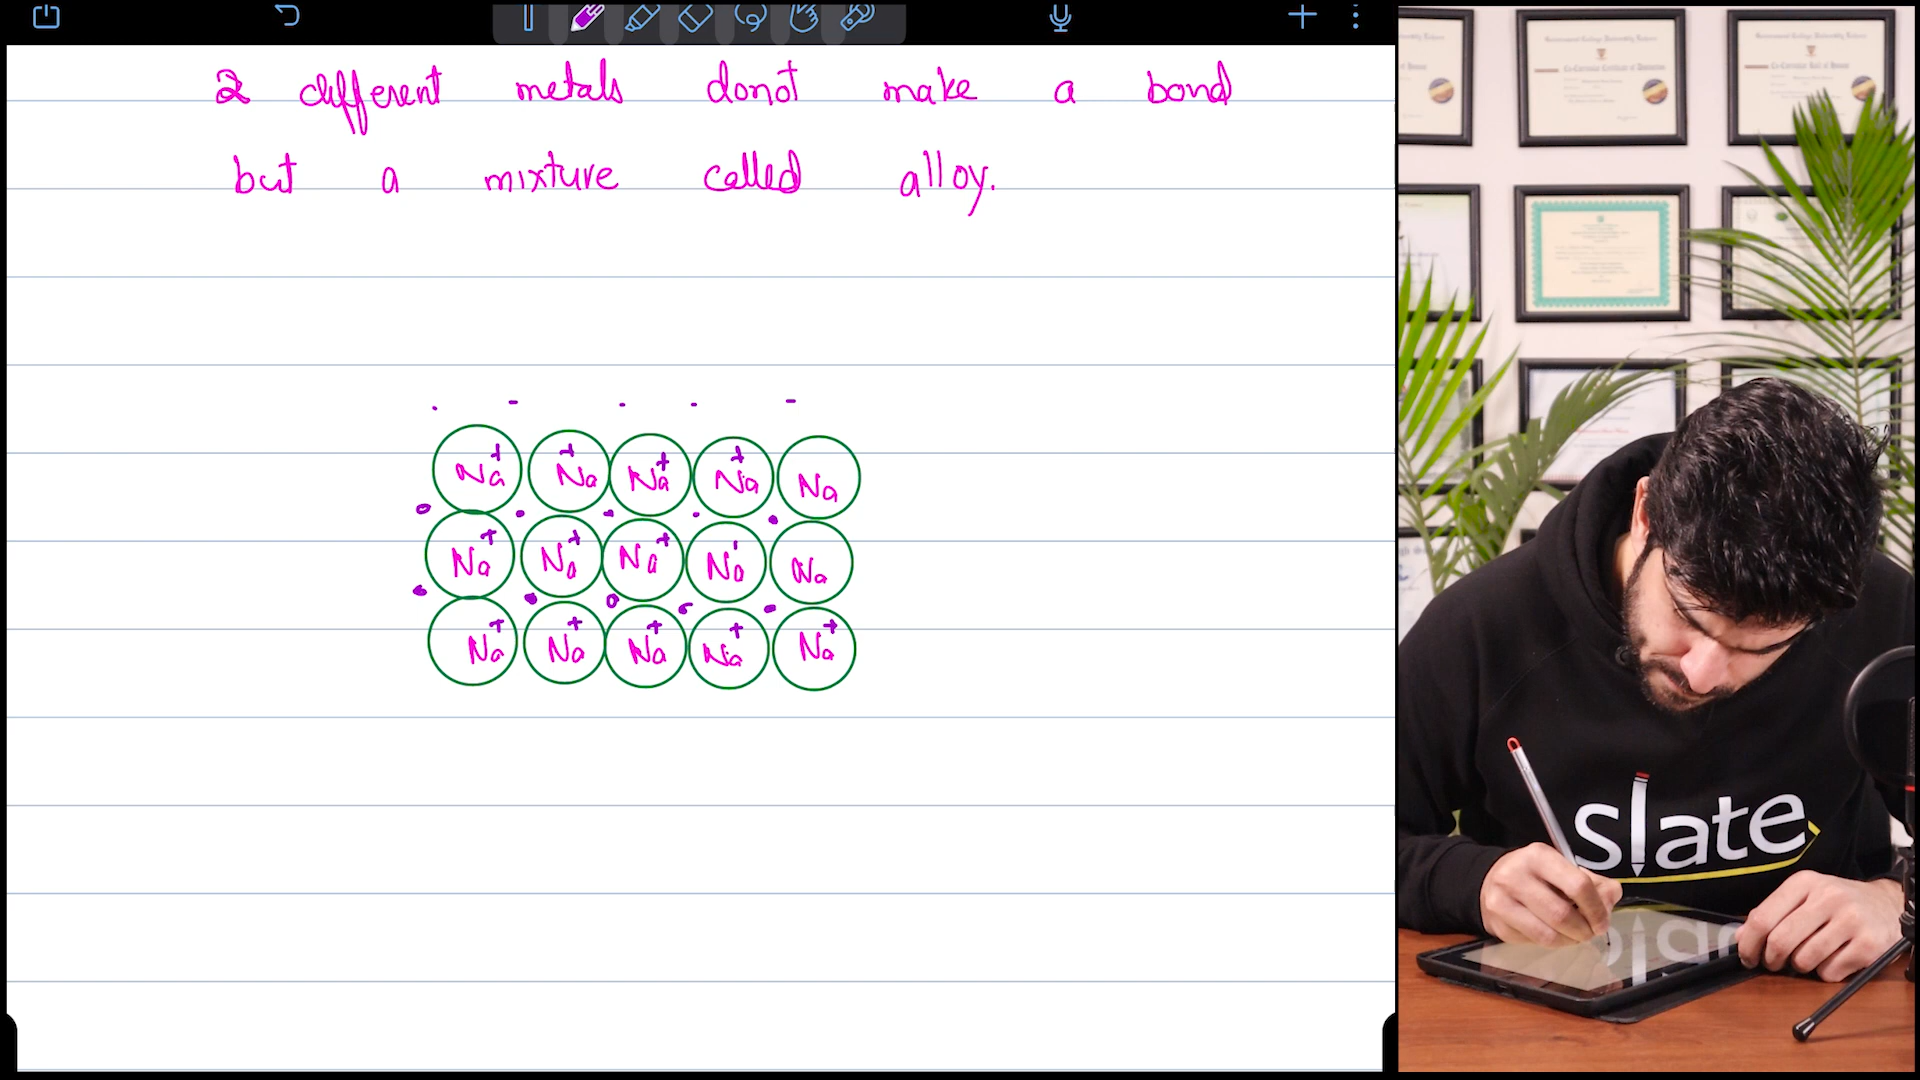 2 different metals donot make a bond
but a mixture called alloy.
Na+ Na+ Na+ Na+ Na
Na+ Na+ Na+ Na Na
Na+ Na+ Na+ Na+ Na+
slate